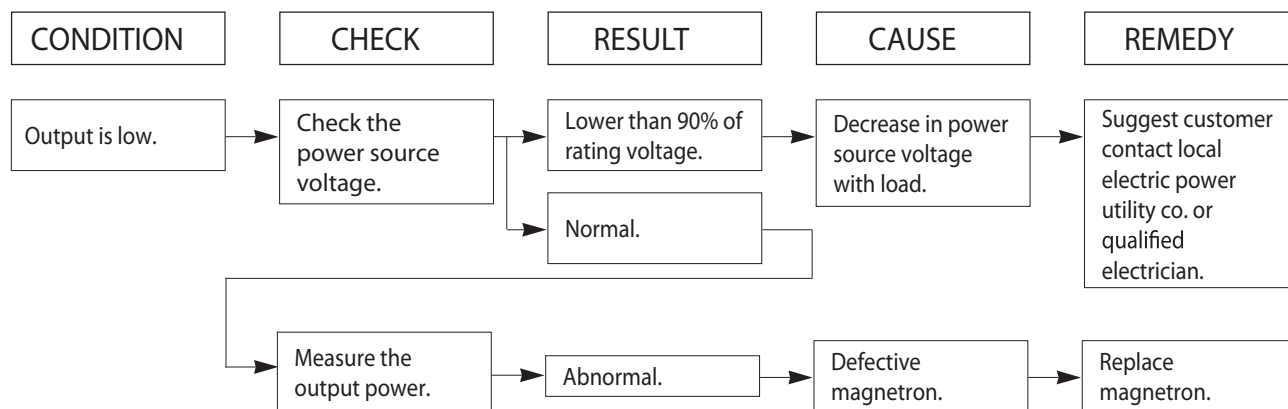 CONDITION
CHECK
RESULT
CAUSE
REMEDY
Output is low.
Check the
power source
voltage.
Lower than 90% of
rating voltage.
Decrease in power
source voltage
with load.
Suggest customer
contact local
electric power
utility co. or
qualified
electrician.
Normal.
Measure the
output power.
Abnormal.
Defective
magnetron.
Replace
magnetron.